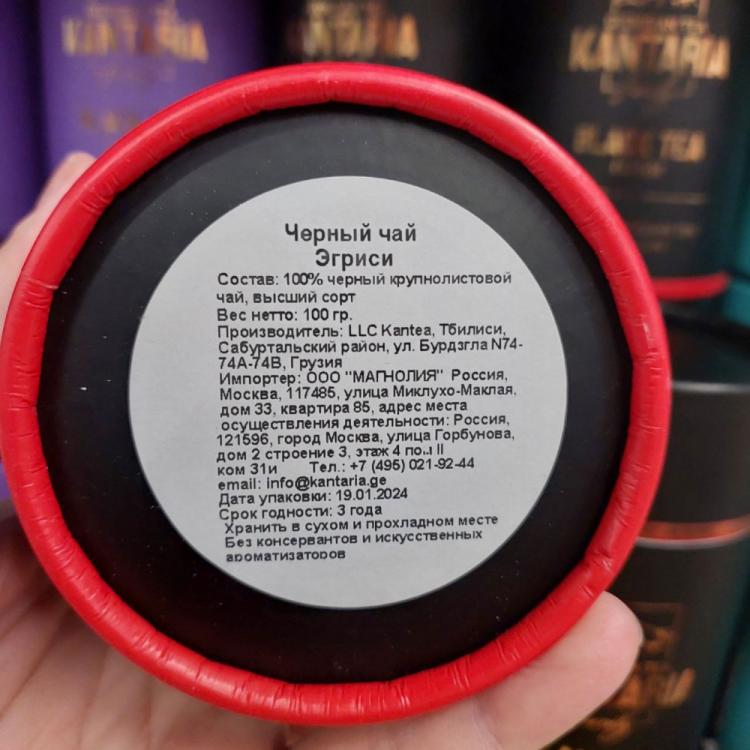 KANTARIA
KANTARIA
KANTARIA
BLACK TEA
Черный чай
Эгриси
Состав: 100% черный крупнолистовой
чай, высший сорт
Вес нетто: 100 гр.
Производитель: LLC Kantea, Тбилиси,
Сабуртальский район, ул. Бурдзгла N74-
74А-74В, Грузия
Импортер: ООО "МАГНОЛИЯ" Россия,
Москва, 117485, улица Миклухо-Маклая,
дом 33, квартира 85, адрес места
осуществления деятельности: Россия,
121596, город Москва, улица Горбунова,
дом 2 строение 3, этаж 4 пом II
ком 31и Тел.: +7 (495) 021-92-44
email: info@kantaria.ge
Дата упаковки: 19.01.2024
Срок годности: 3 года
Хранить в сухом и прохладном месте
Без консервантов и искусственных
ароматизаторов
KANTARIA